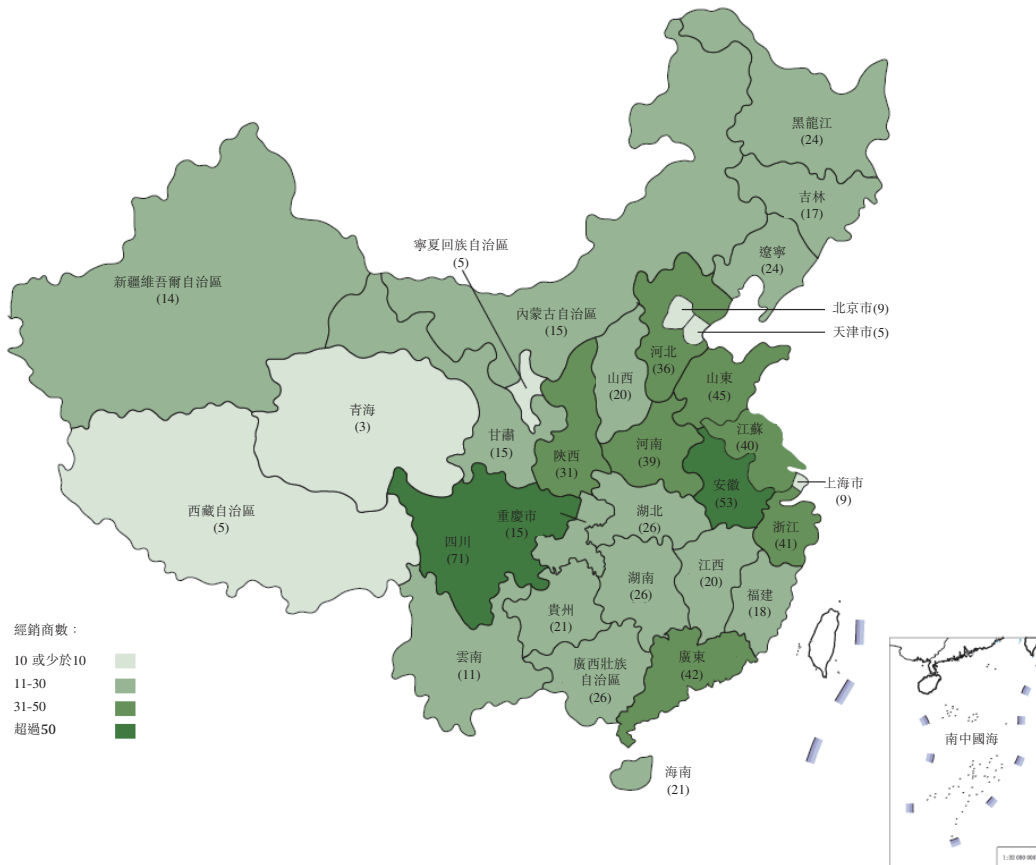 黑龍江
(24)
吉林
(17)
遼寧
(24)
寧夏回族自治區
(5)
新疆維吾爾自治區
(14)
內蒙古自治區
(15)
北京市(9)
天津市(5)
河北
(36)
山西
(20)
山東
(45)
青海
(3)
甘肅
(15)
陝西
(31)
河南
(39)
江蘇
(40)
安徽
(53)
上海市
(9)
西藏自治區
(5)
重慶市
(15)
四川
(71)
湖北
(26)
浙江
(41)
湖南
(26)
江西
(20)
福建
(18)
貴州
(21)
雲南
(11)
廣西壯族
自治區
(26)
廣東
(42)
海南
(21)
經銷商數：
10 或少於10
11-30
31-50
超過50
南中國海